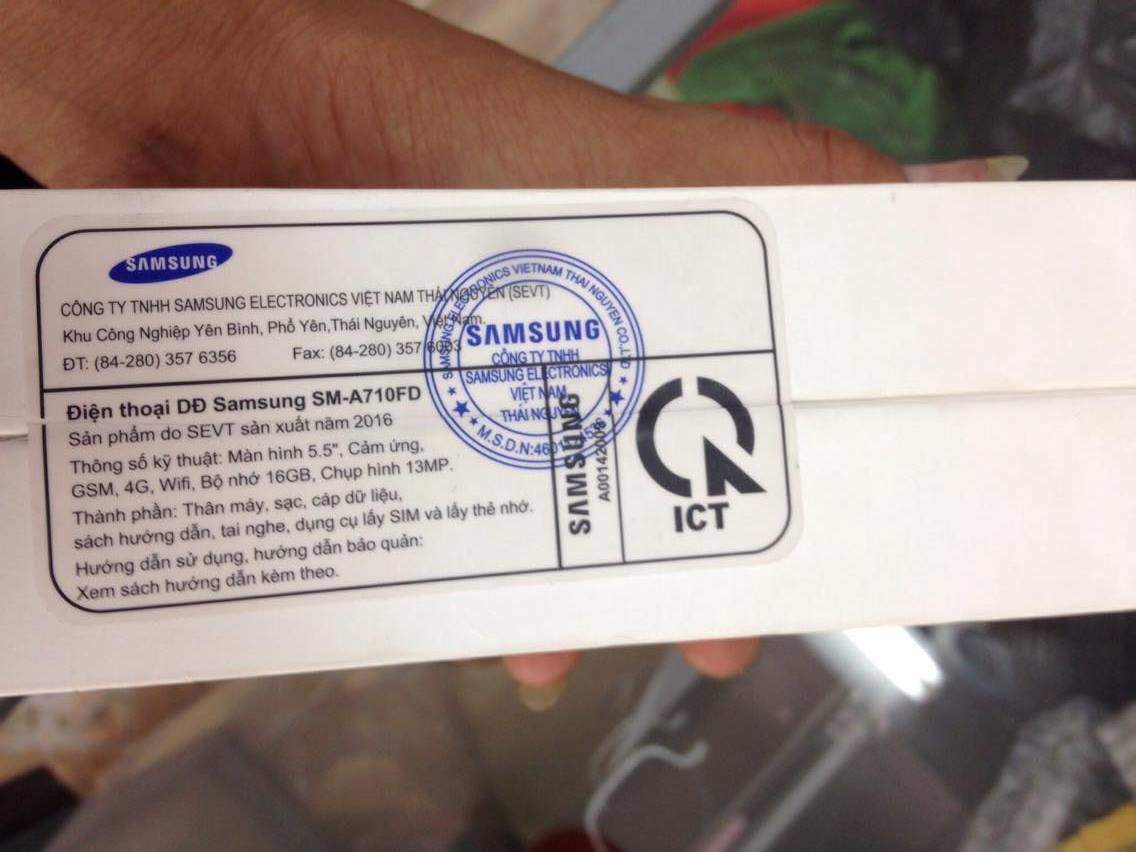 SAMSUNG
CÔNG TY TNHH SAMSUNG ELECTRONICS VIỆT NAM THÁI NGUYÊN (SEVT)
Khu Công Nghiệp Yên Bình, Phổ Yên,Thái Nguyên, Việt Nam.
ĐT: (84-280) 357 6356 Fax: (84-280) 357
Điện thoại DĐ Samsung SM-A710FD
Sản phẩm do SEVT sản xuất năm 2016
Thông số kỹ thuật: Màn hình 5.5", Cảm ứng,
GSM, 4G, Wifi, Bộ nhớ 16GB, Chụp hình 13MP.
Thành phần: Thân máy, sạc, cáp dữ liệu,
sách hướng dẫn, tai nghe, dụng cụ lấy SIM và lấy thẻ nhớ.
Hướng dẫn sử dụng, hướng dẫn bảo quản:
Xem sách hướng dẫn kèm theo.
SAMSUNG ELECTRONICS VIETNAM THAI NGUYEN CO.,LTD
SAMSUNG
CÔNG TY TNHH
SAMSUNG ELECTRONICS
VIỆT NAM
THÁI NGUYÊN
M.S.D.N:
SAMSUNG
ICT